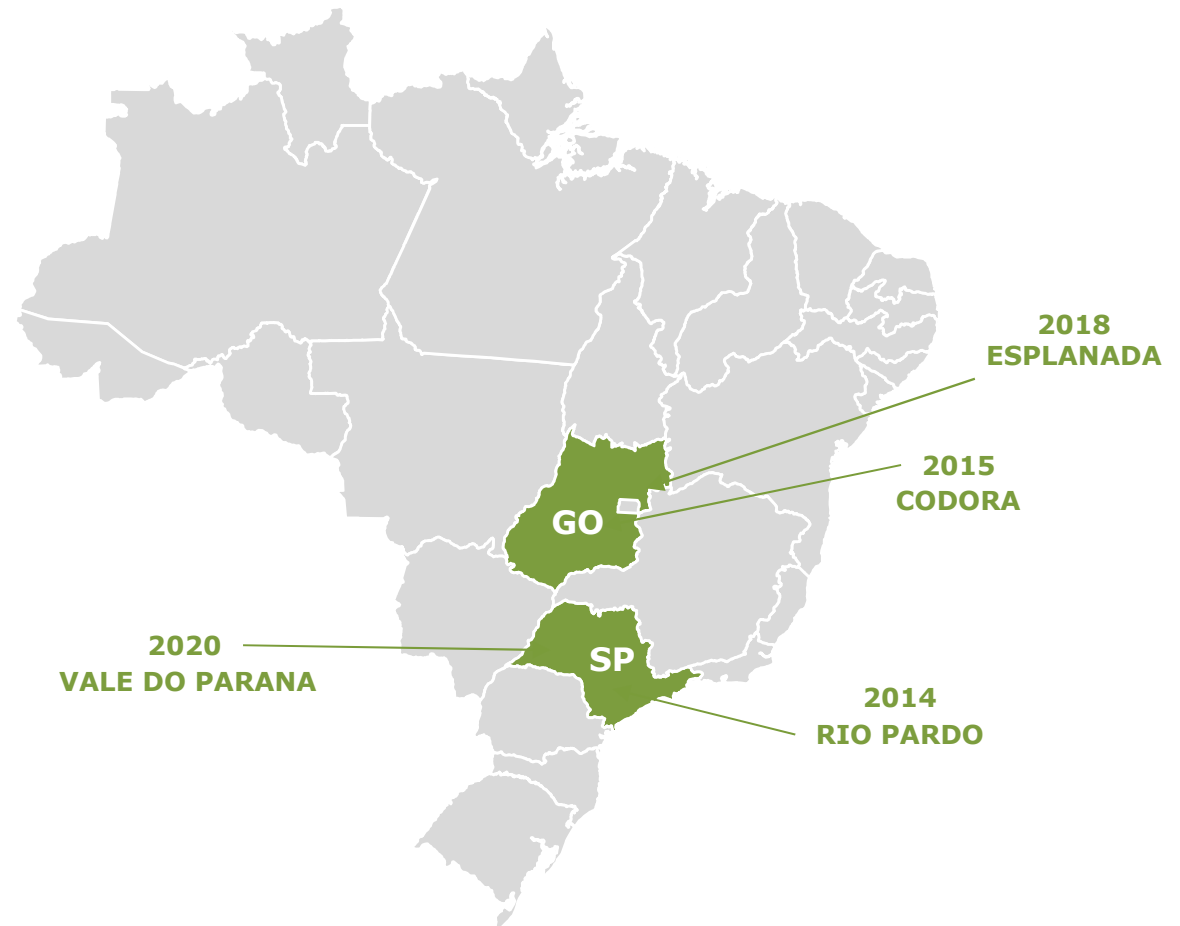 2018
ESPLANADA
2015
CODORA
GO
2020
VALE DO PARANA
SP
2014
RIO PARDO